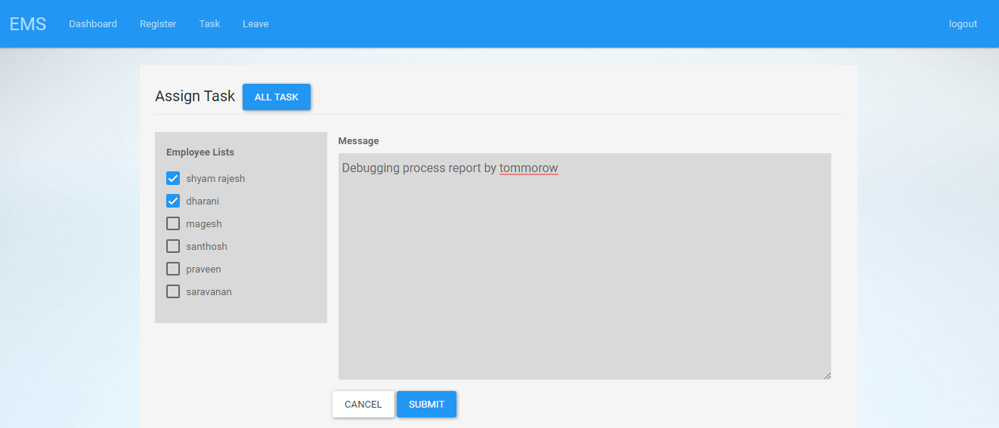 EMS Dashboard Register Task Leave logout
Assign Task ALL TASK
Employee Lists
shyam rajesh
dharani
magesh
santhosh
praveen
saravanan
Message
Debugging process report by tommorow
CANCEL SUBMIT